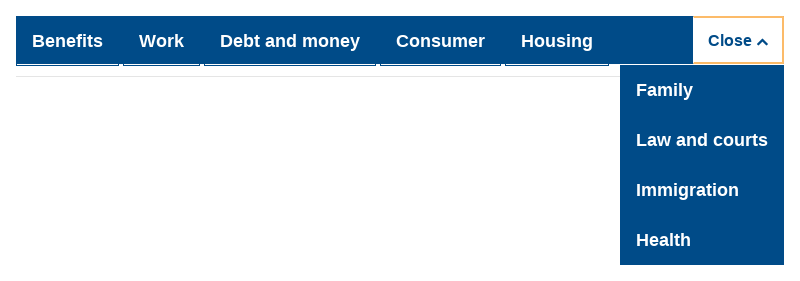 Benefits Work Debt and money Consumer Housing Close
Family
Law and courts
Immigration
Health